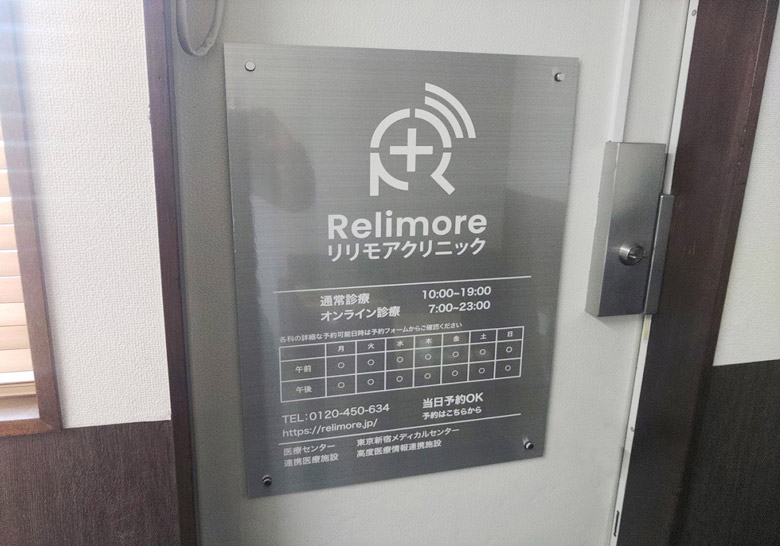 Relimore
リリモアクリニック
通常診療 10:00~19:00
オンライン診療 7:00~23:00
各科の詳細な予約可能日時は予約フォームからご確認ください
月 火 水 木 金 土 日
午前 ○ ○ ○ ○ ○ ○ ○
午後 ○ ○ ○ ○ ○ ○ ○
TEL:0120-450-634 当日予約OK
https://relimore.jp/ 予約はこちらから
医療センター 東京新宿メディカルセンター
連携医療施設 高度医療情報連携施設